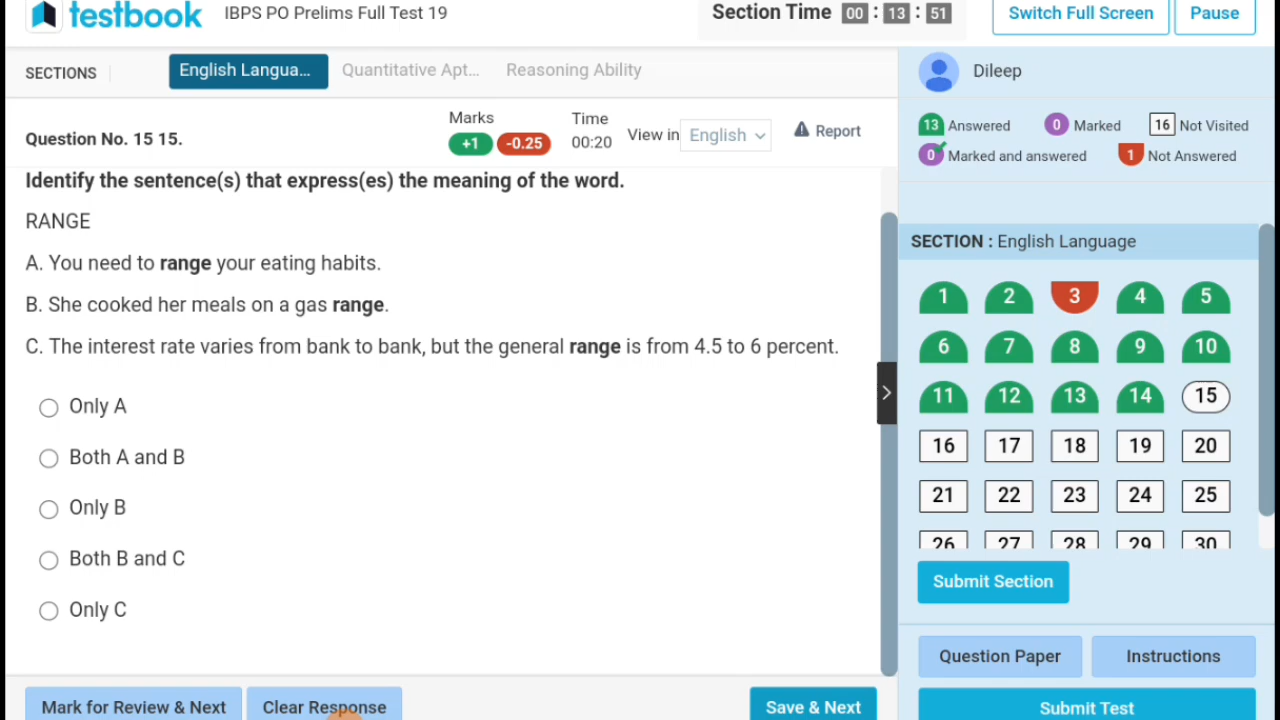 testbook IBPS PO Prelims Full Test 19 Section Time 00 : 13 : 51 Switch Full Screen Pause
SECTIONS English Langua... Quantitative Apt... Reasoning Ability
Dileep
Question No. 15 15.
Marks
+1 -0.25
Time
00:20
View in English
Report
13 Answered 0 Marked 16 Not Visited
0 Marked and answered 1 Not Answered
Identify the sentence(s) that express(es) the meaning of the word.
RANGE
A. You need to range your eating habits.
B. She cooked her meals on a gas range.
C. The interest rate varies from bank to bank, but the general range is from 4.5 to 6 percent.
Only A
Both A and B
Only B
Both B and C
Only C
SECTION : English Language
1 2 3 4 5
6 7 8 9 10
11 12 13 14 15
16 17 18 19 20
21 22 23 24 25
26 27 28 29 30
Submit Section
Question Paper Instructions
Mark for Review & Next Clear Response Save & Next Submit Test